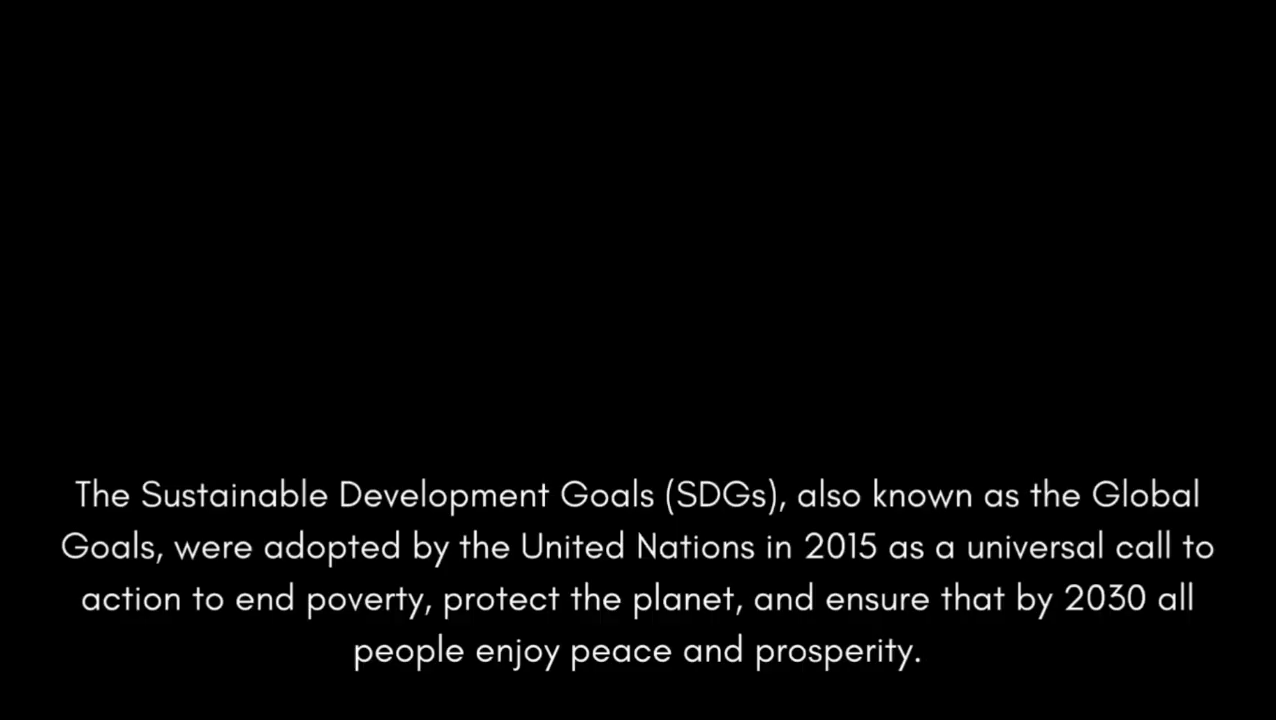 The Sustainable Development Goals (SDGs), also known as the Global
Goals, were adopted by the United Nations in 2015 as a universal call to
action to end poverty, protect the planet, and ensure that by 2030 all
people enjoy peace and prosperity.